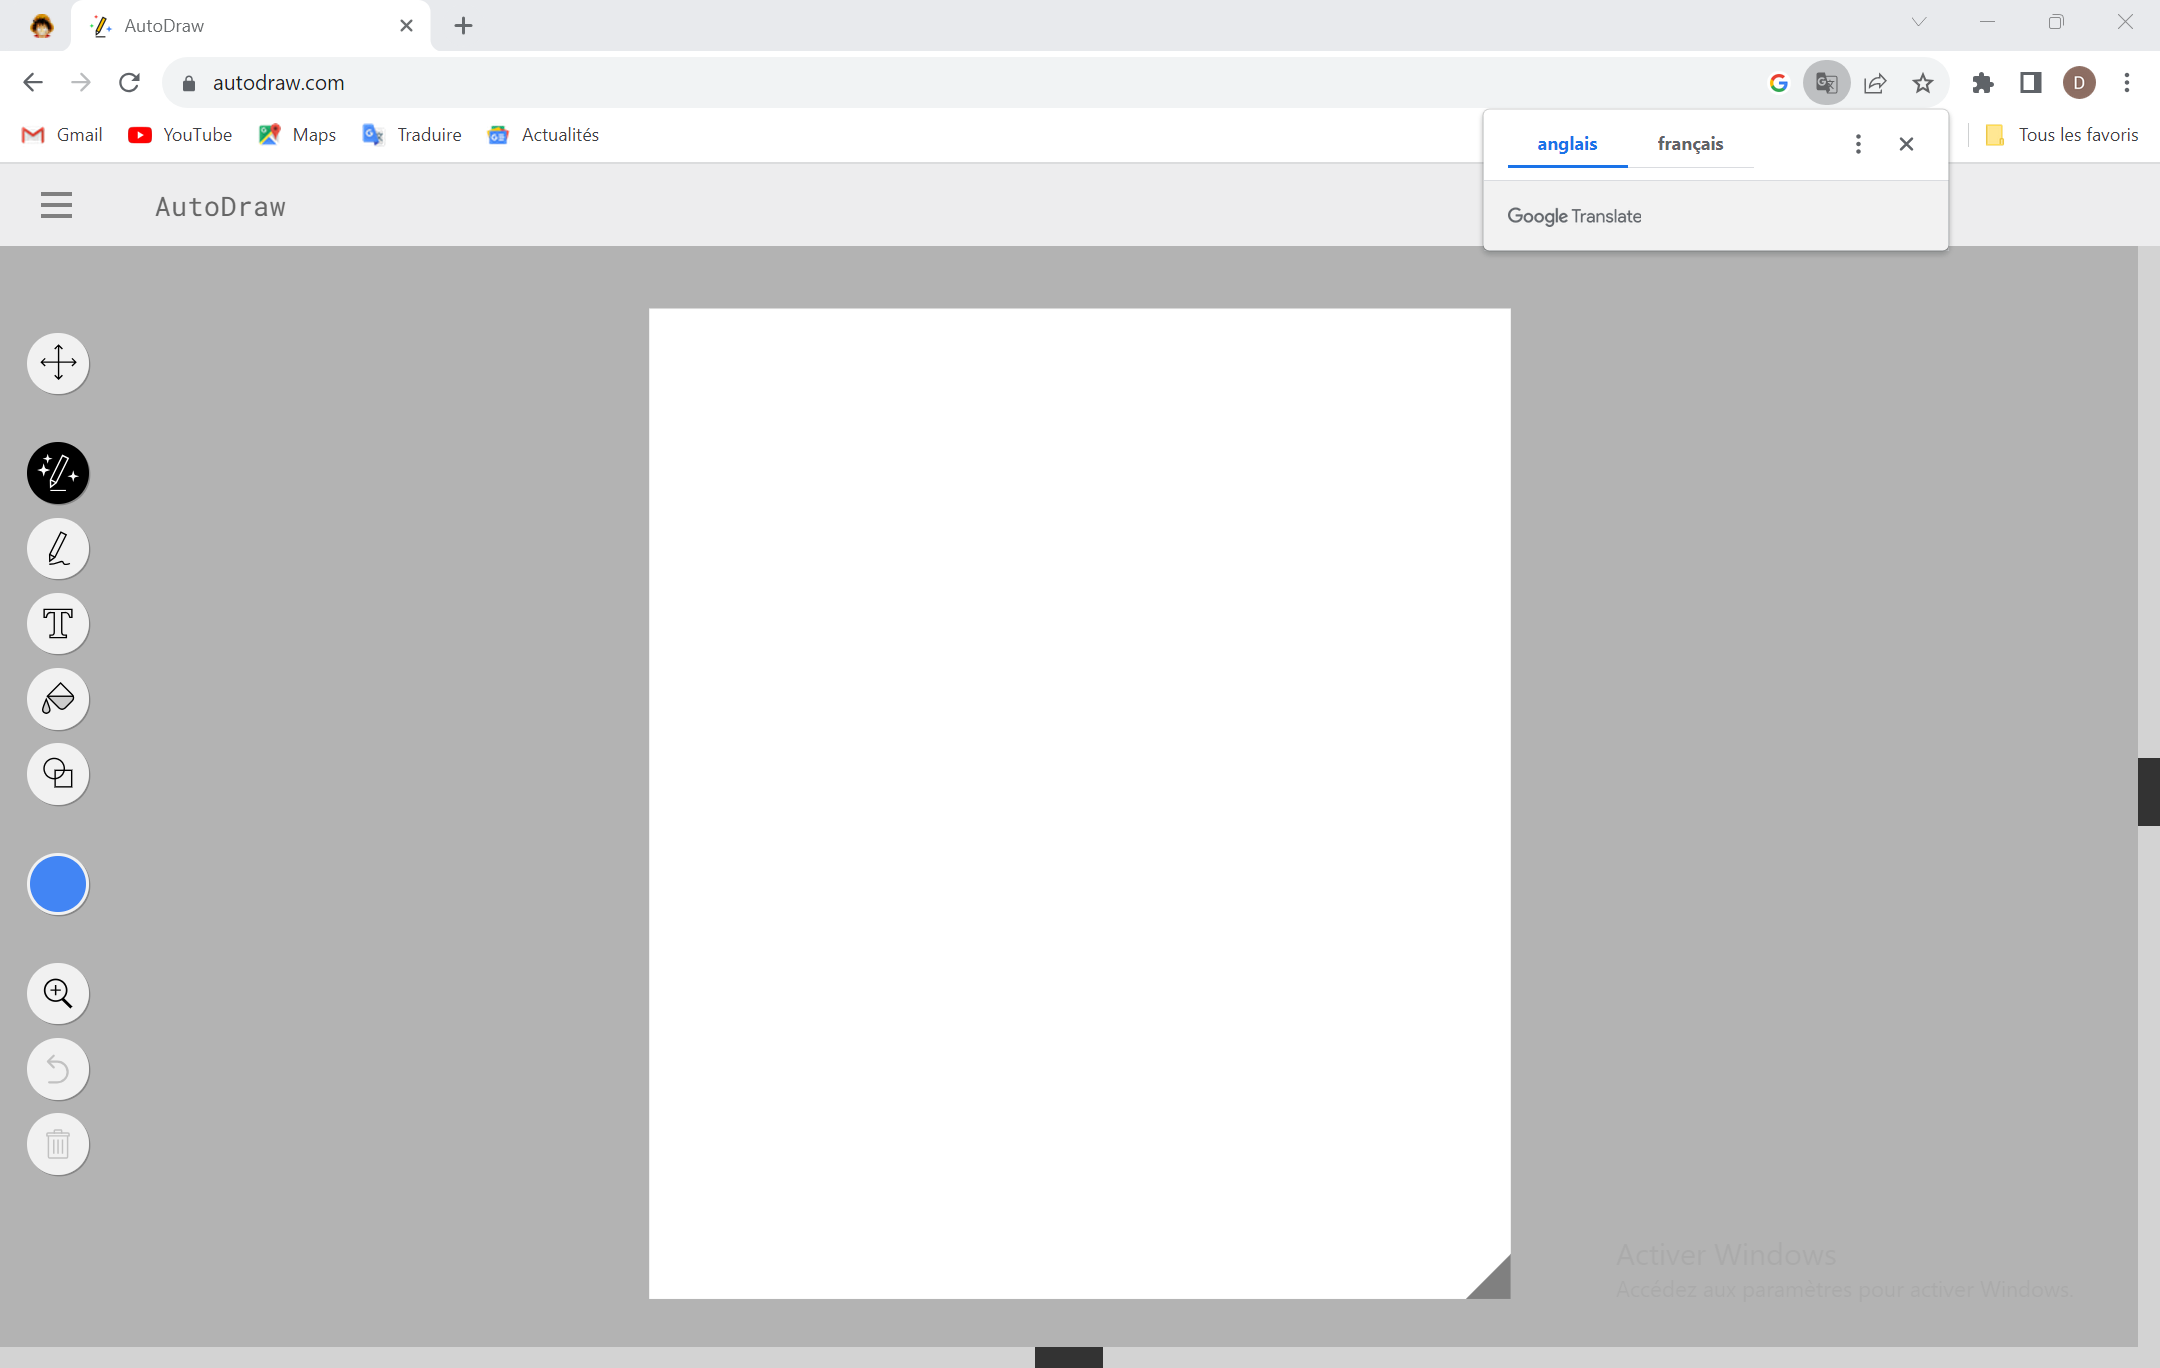 AutoDraw
autodraw.com
Gmail YouTube Maps Traduire Actualités
Tous les favoris
D
anglais français
Google Translate
AutoDraw
T
Activer Windows
Accédez aux paramètres pour activer Windows.